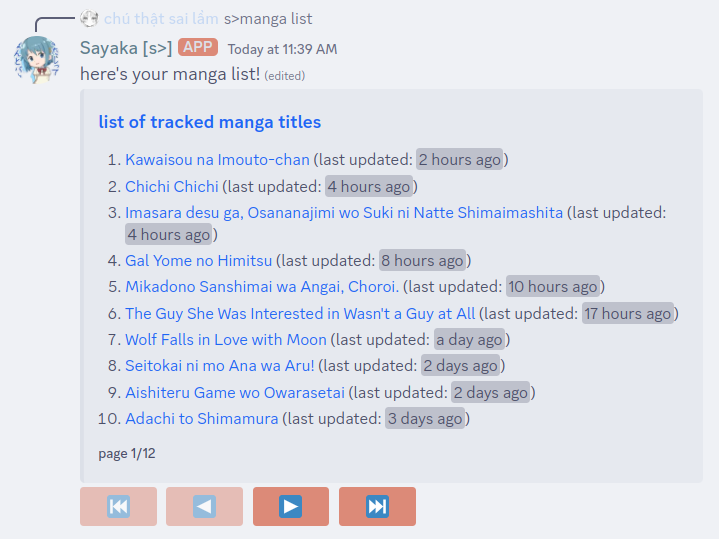 chú thật sai lầm s>manga list
Sayaka [s>] APP Today at 11:39 AM
here's your manga list! (edited)
list of tracked manga titles
1. Kawaisou na Imouto-chan (last updated: 2 hours ago)
2. Chichi Chichi (last updated: 4 hours ago)
3. Imasara desu ga, Osananajimi wo Suki ni Natte Shimaimashita (last updated:
4 hours ago)
4. Gal Yome no Himitsu (last updated: 8 hours ago)
5. Mikadono Sanshimai wa Angai, Choroi. (last updated: 10 hours ago)
6. The Guy She Was Interested in Wasn't a Guy at All (last updated: 17 hours ago)
7. Wolf Falls in Love with Moon (last updated: a day ago)
8. Seitokai ni mo Ana wa Aru! (last updated: 2 days ago)
9. Aishiteru Game wo Owarasetai (last updated: 2 days ago)
10. Adachi to Shimamura (last updated: 3 days ago)
page 1/12